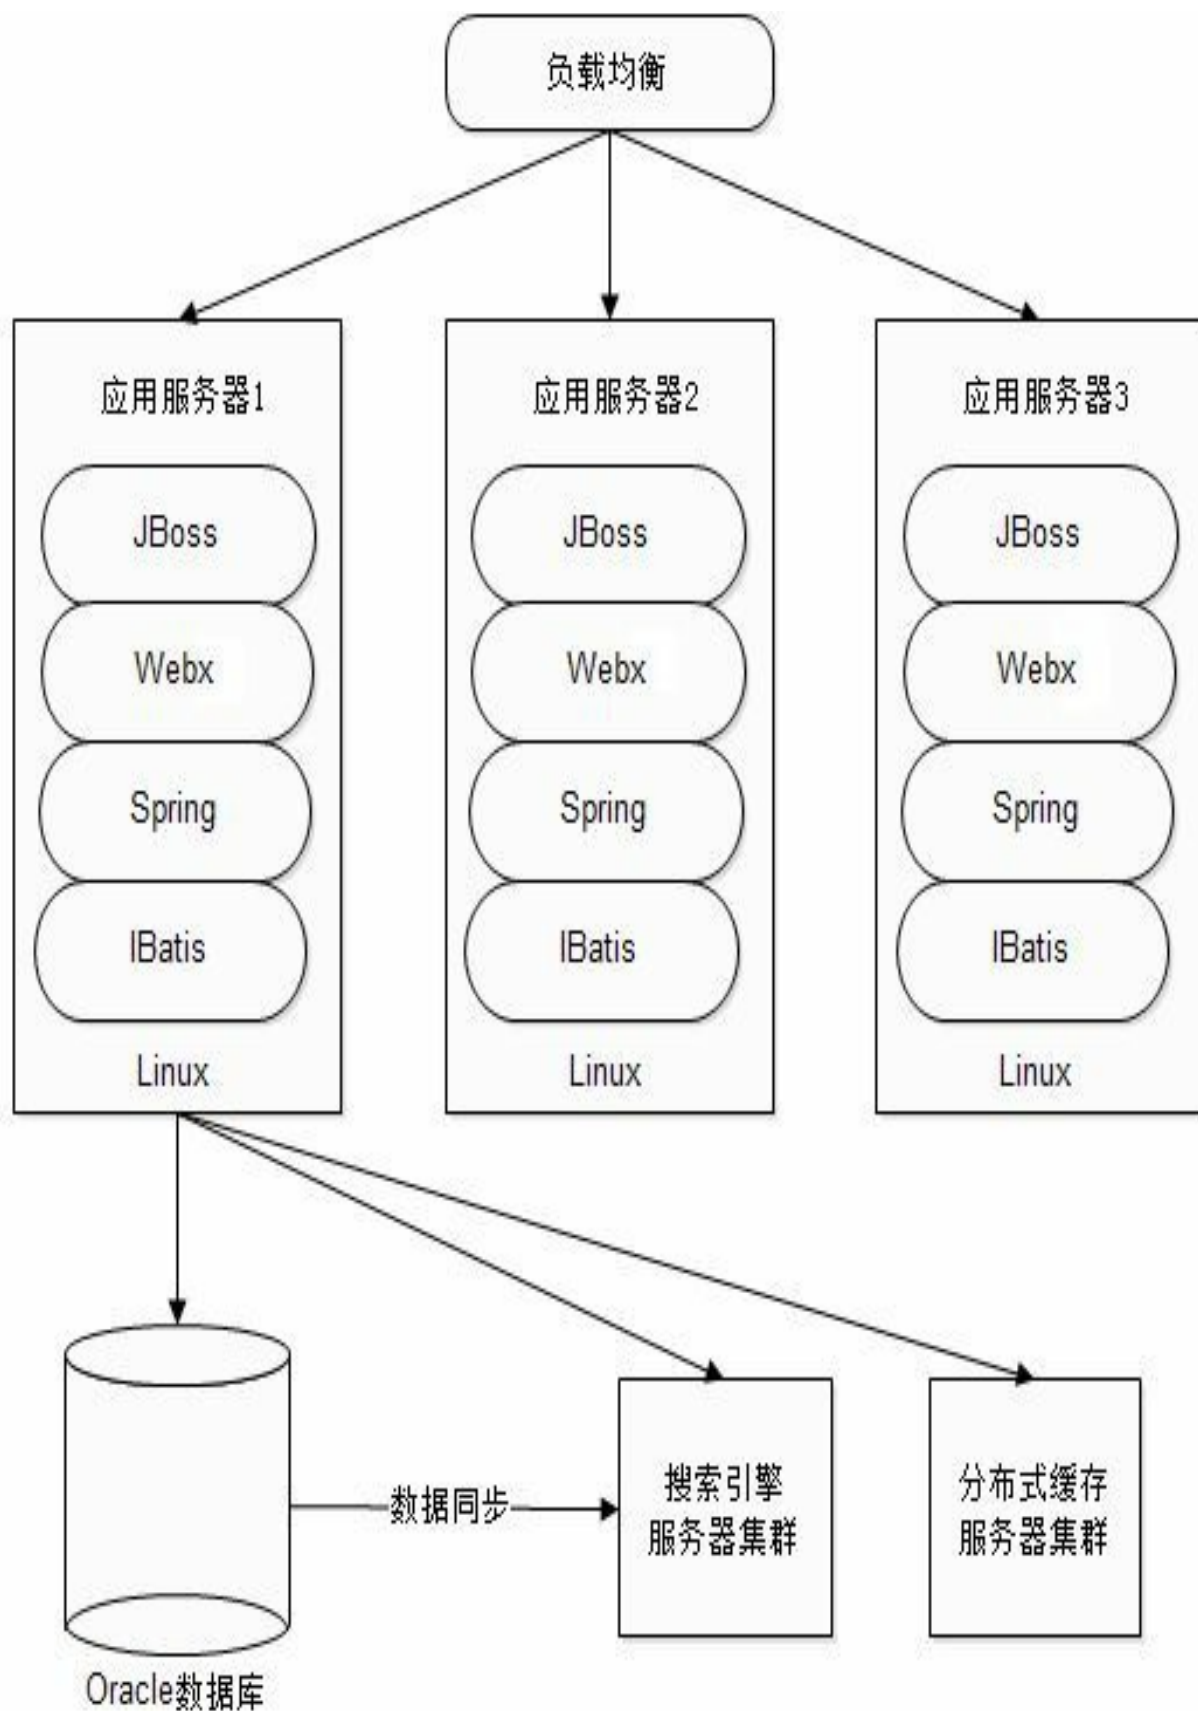 负载均衡
应用服务器1
应用服务器2
应用服务器3
JBoss
JBoss
JBoss
Webx
Webx
Webx
Spring
Spring
Spring
IBatis
IBatis
IBatis
Linux
Linux
Linux
数据同步
搜索引擎
服务器集群
分布式缓存
服务器集群
Oracle数据库